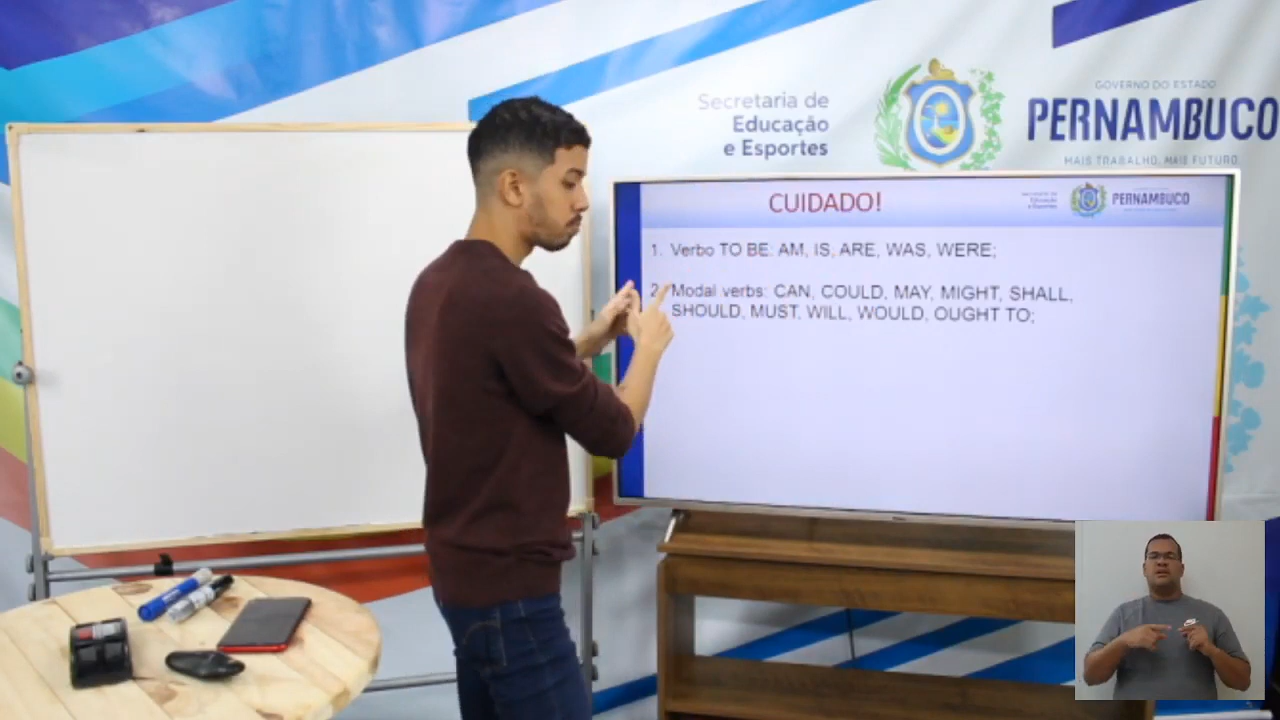 Secretaria de
Educação
e Esportes
GOVERNO DO ESTADO
PERNAMBUCO
MAIS TRABALHO, MAIS FUTURO.
CUIDADO!
PERNAMBUCO
1. Verbo TO BE: AM, IS, ARE, WAS, WERE;
2. Modal verbs: CAN, COULD, MAY, MIGHT, SHALL,
SHOULD, MUST, WILL, WOULD, OUGHT TO;